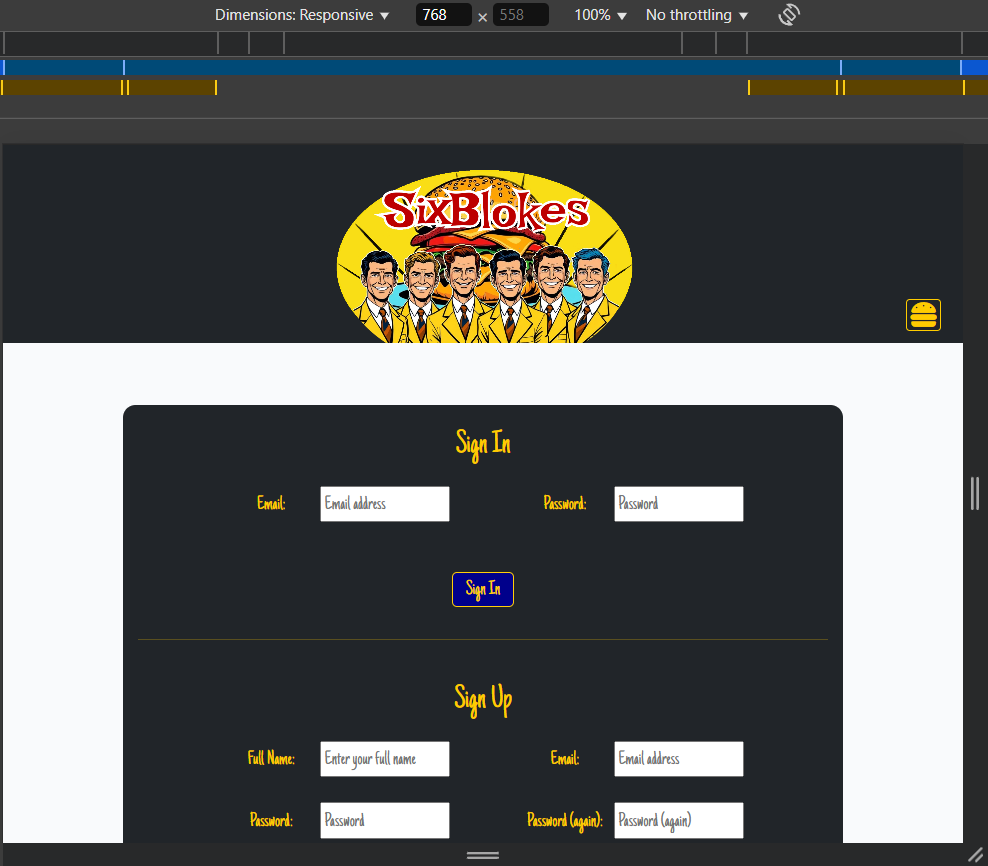 Dimensions: Responsive ▼ 768 × 558 100% ▼ No throttling ▼
SixBlokes
Sign In
Email: Email address Password: Password
Sign In
Sign Up
Full Name: Enter your full name Email: Email address
Password: Password Password (again): Password (again)